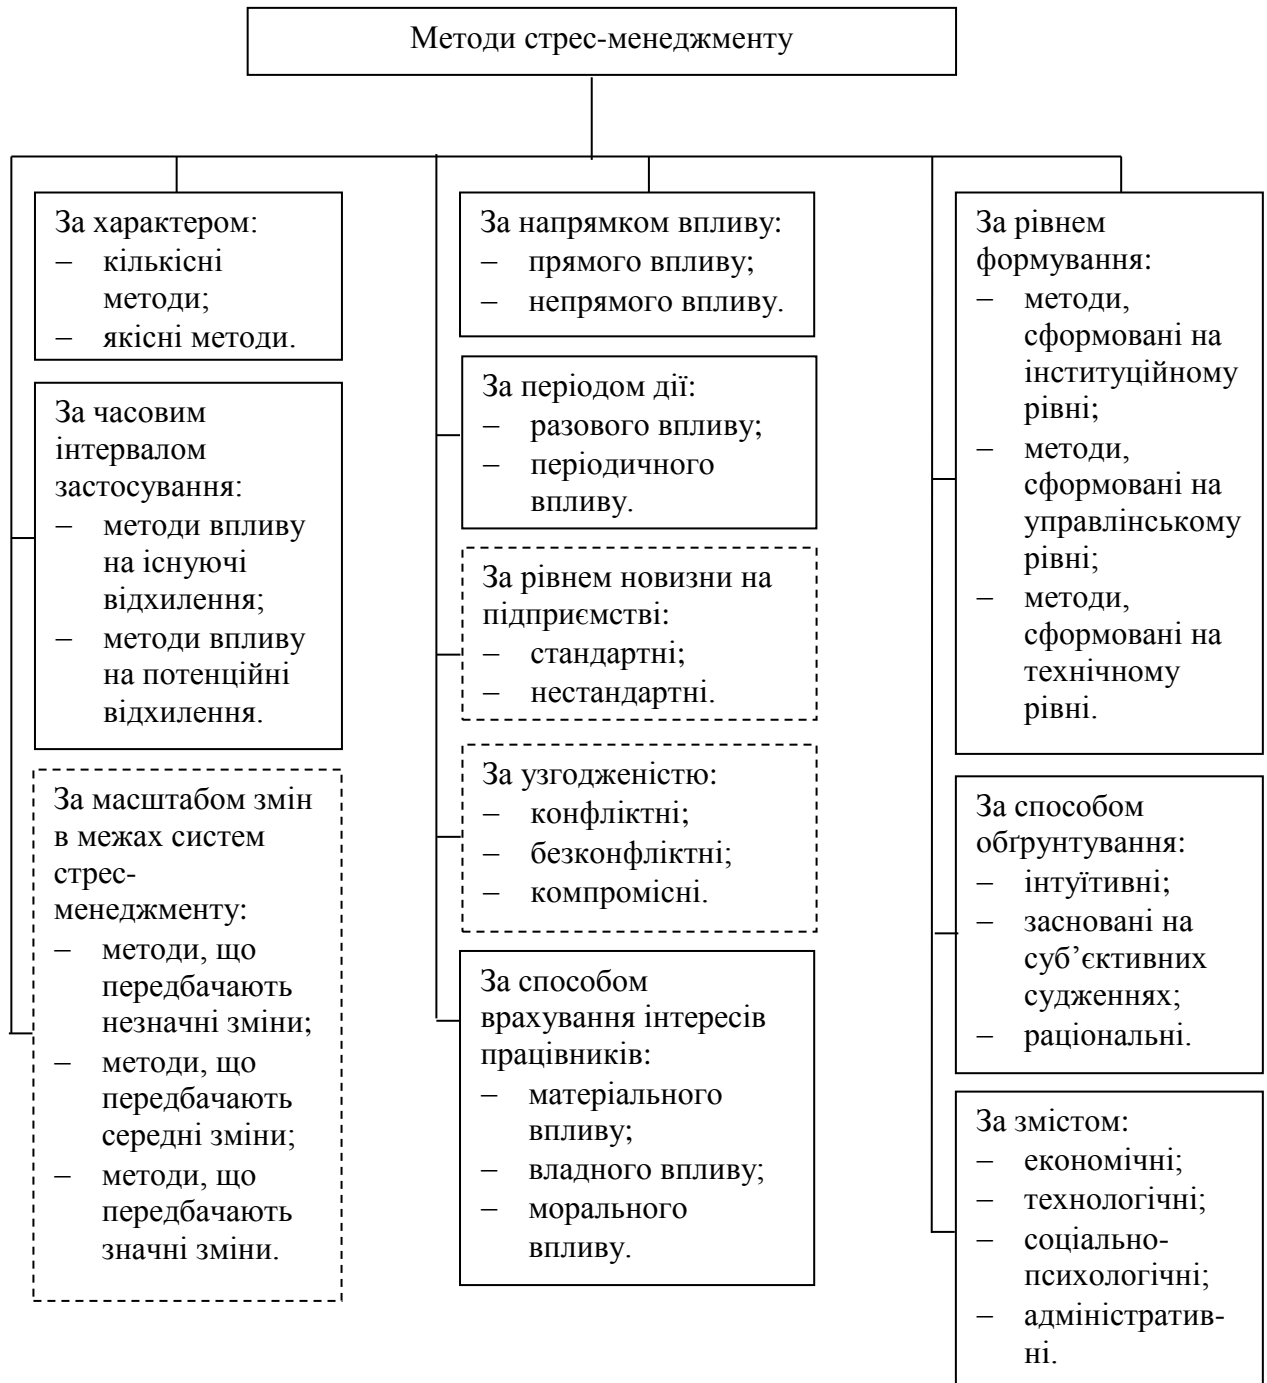 Методи стрес-менеджменту
За характером:
– кількісні
методи;
– якісні методи.
За часовим
інтервалом
застосування:
– методи впливу
на існуючі
відхилення;
– методи впливу
на потенційні
відхилення.
За масштабом змін
в межах систем
стрес-
менеджменту:
– методи, що
передбачають
незначні зміни;
– методи, що
передбачають
середні зміни;
– методи, що
передбачають
значні зміни.
За напрямком впливу:
– прямого впливу;
– непрямого впливу.
За періодом дії:
– разового впливу;
– періодичного
впливу.
За рівнем новизни на
підприємстві:
– стандартні;
– нестандартні.
За узгодженістю:
– конфліктні;
– безконфліктні;
– компромісні.
За способом
врахування інтересів
працівників:
– матеріального
впливу;
– владного впливу;
– морального
впливу.
За рівнем
формування:
– методи,
сформовані на
інституційному
рівні;
– методи,
сформовані на
управлінському
рівні;
– методи,
сформовані на
технічному
рівні.
За способом
обґрунтування:
– інтуїтивні;
– засновані на
суб’єктивних
судженнях;
– раціональні.
За змістом:
– економічні;
– технологічні;
– соціально-
психологічні;
– адміністратив-
ні.